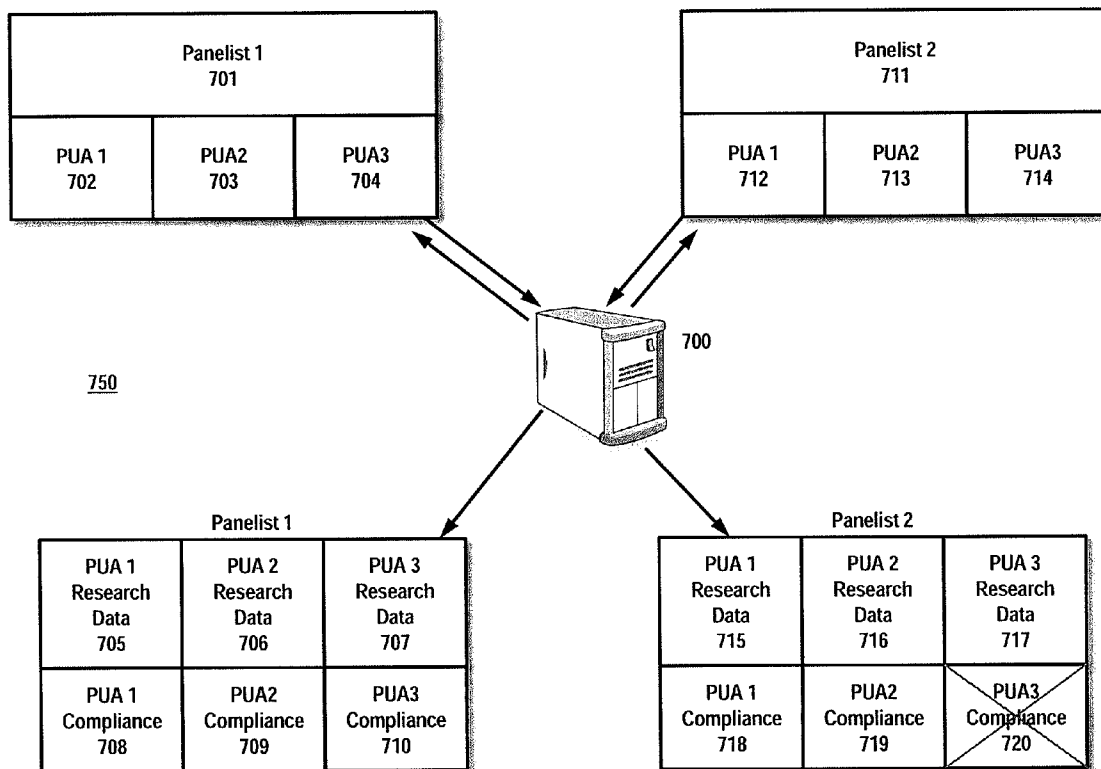 Panelist 1
701
PUA 1
702
PUA2
703
PUA3
704
Panelist 2
711
PUA 1
712
PUA2
713
PUA3
714
700
750
Panelist 1
PUA 1
Research
Data
705
PUA 2
Research
Data
706
PUA 3
Research
Data
707
PUA 1
Compliance
708
PUA2
Compliance
709
PUA3
Compliance
710
Panelist 2
PUA 1
Research
Data
715
PUA 2
Research
Data
716
PUA 3
Research
Data
717
PUA 1
Compliance
718
PUA2
Compliance
719
PUA3
Compliance
720